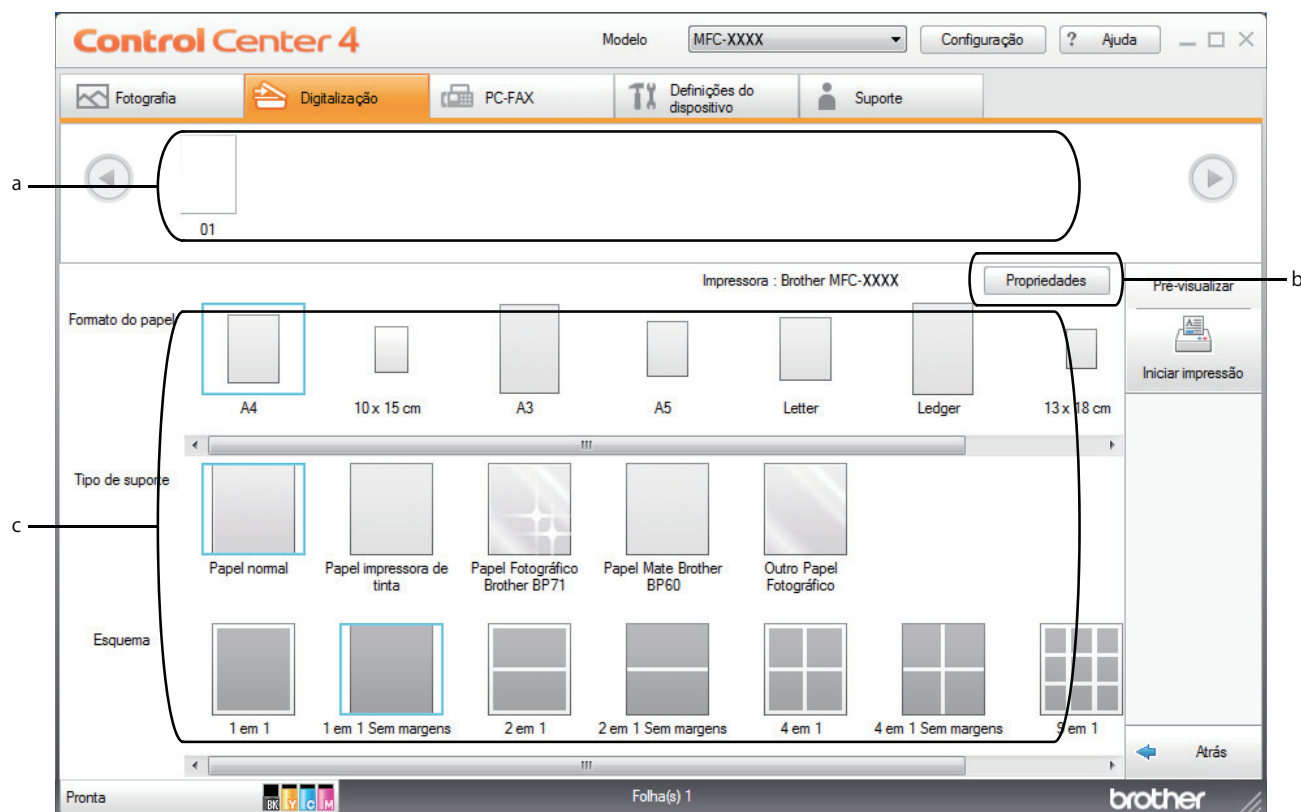 Control Center 4
Modelo
MFC-XXXX
Configuração
? Ajuda
Fotografia
Digitalização
PC-FAX
Definições do
dispositivo
Suporte
a
01
Impressora : Brother MFC-XXXX
Propriedades
b
Pré-visualizar
Formato do papel
Iniciar impressão
A4
10 x 15 cm
A3
A5
Letter
Ledger
13 x 18 cm
Tipo de suporte
c
Papel normal
Papel impressora de
tinta
Papel Fotográfico
Brother BP71
Papel Mate Brother
BP60
Outro Papel
Fotográfico
Esquema
1 em 1
1 em 1 Sem margens
2 em 1
2 em 1 Sem margens
4 em 1
4 em 1 Sem margens
9 em 1
Atrás
Pronta
BK Y C M
Folha(s) 1
brother